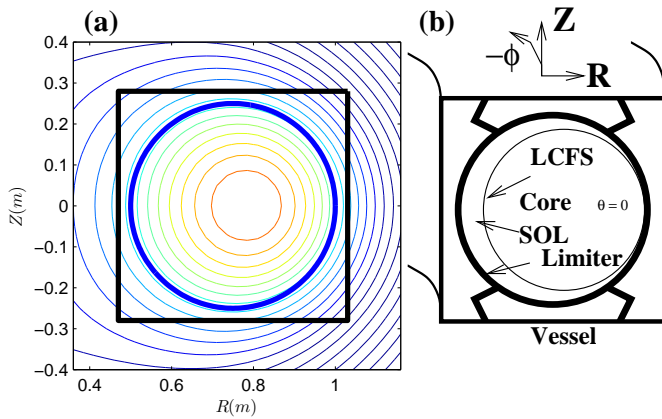 (a)
0.4
0.3
0.2
0.1
0
−0.1
−0.2
−0.3
−0.4
Z(m)
0.4
0.6
0.8
1
R(m)
(b)
Z
−ϕ
R
LCFS
Core
θ = 0
SOL
Limiter
Vessel